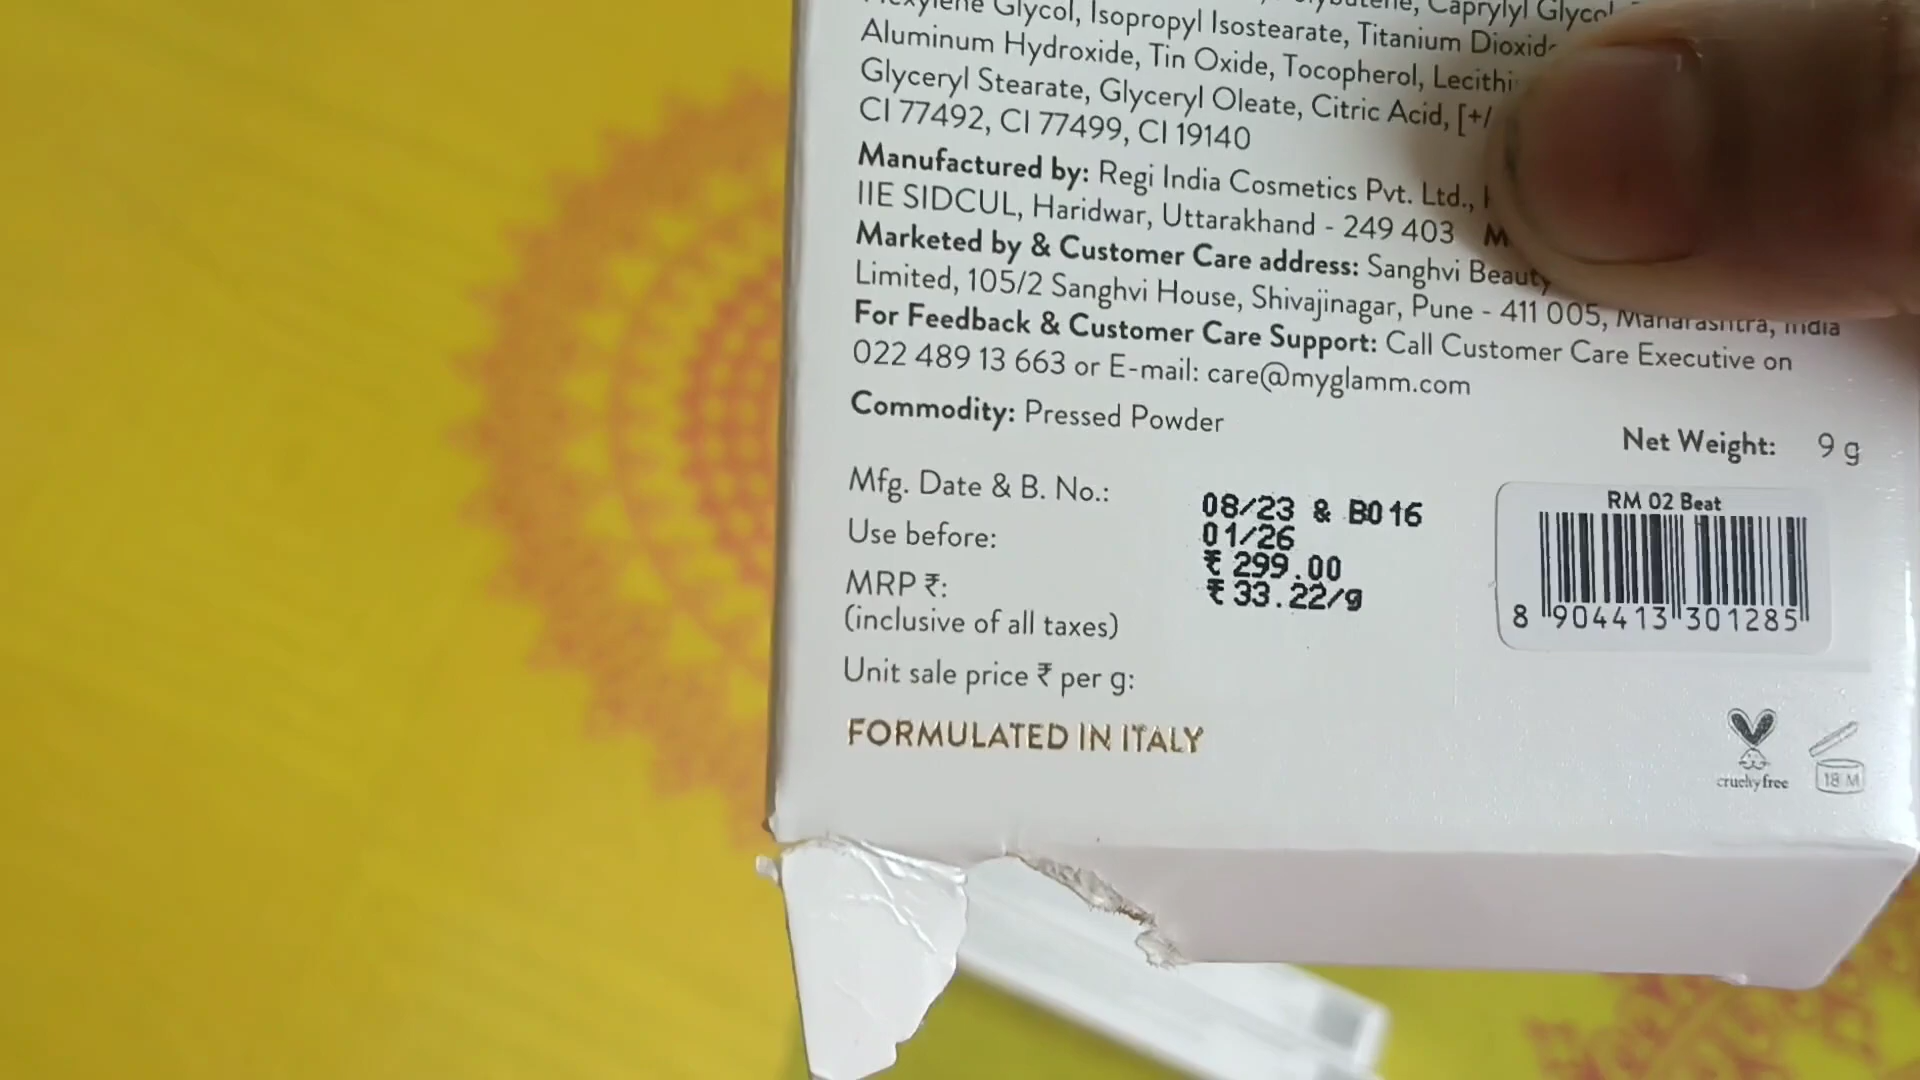 Glycol, Isopropyl Isostearate, Titanium
Caprylyl
Aluminum Hydroxide, Tin Oxide, Tocopherol,
Glyceryl Stearate, Glyceryl Oleate, Citric Acid, [+/
CI 77492, CI 77499, CI 19140
Manufactured by: Regi India Cosmetics Pvt. Ltd.,
IIE SIDCUL, Haridwar, Uttarakhand - 249 403
Marketed by & Customer Care address: Sanghvi Beauty
Limited, 105/2 Sanghvi House, Shivajinagar, Pune - 411 005, Maharashtra, India
For Feedback & Customer Care Support: Call Customer Care Executive on
022 489 13 663 or E-mail: care@myglamm.com
Commodity: Pressed Powder
Net Weight: 9 g
Mfg. Date & B. No.: 08/23 & B016
Use before: 01/26
MRP ₹: ₹ 299.00
(inclusive of all taxes)
Unit sale price ₹ per g: ₹ 33.22/g
RM 02 Beat
8 904413 301285
FORMULATED IN ITALY
cruelty free
18 M